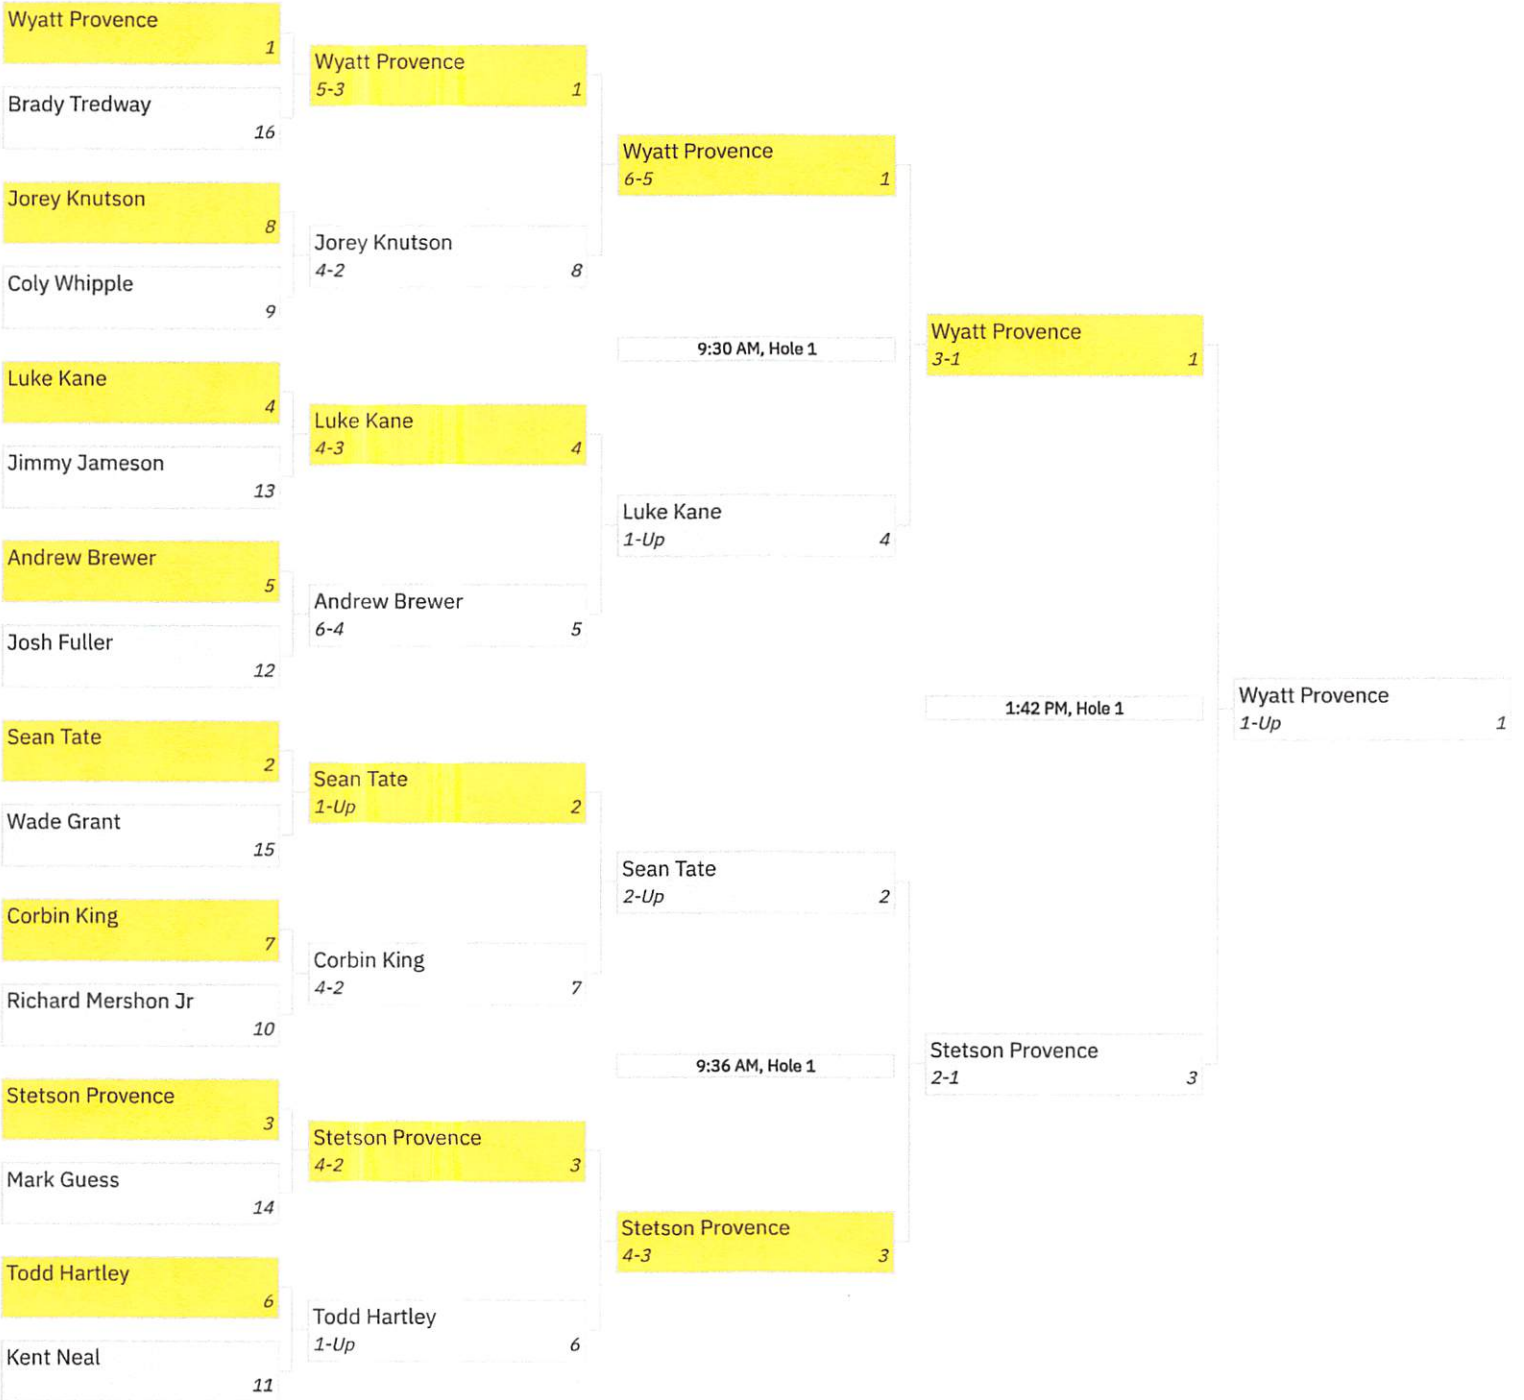 Wyatt Provence
1
Brady Tredway
16
Jorey Knutson
8
Coly Whipple
9
Luke Kane
4
Jimmy Jameson
13
Andrew Brewer
5
Josh Fuller
12
Sean Tate
2
Wade Grant
15
Corbin King
7
Richard Mershon Jr
10
Stetson Provence
3
Mark Guess
14
Todd Hartley
6
Kent Neal
11
Wyatt Provence
5-3 1
Jorey Knutson
4-2 8
Luke Kane
4-3 4
Andrew Brewer
6-4 5
Sean Tate
1-Up 2
Corbin King
4-2 7
Stetson Provence
4-2 3
Todd Hartley
1-Up 6
Wyatt Provence
6-5 1
9:30 AM, Hole 1
Luke Kane
1-Up 4
Sean Tate
2-Up 2
9:36 AM, Hole 1
Stetson Provence
4-3 3
Wyatt Provence
3-1 1
1:42 PM, Hole 1
Stetson Provence
2-1 3
Wyatt Provence
1-Up 1